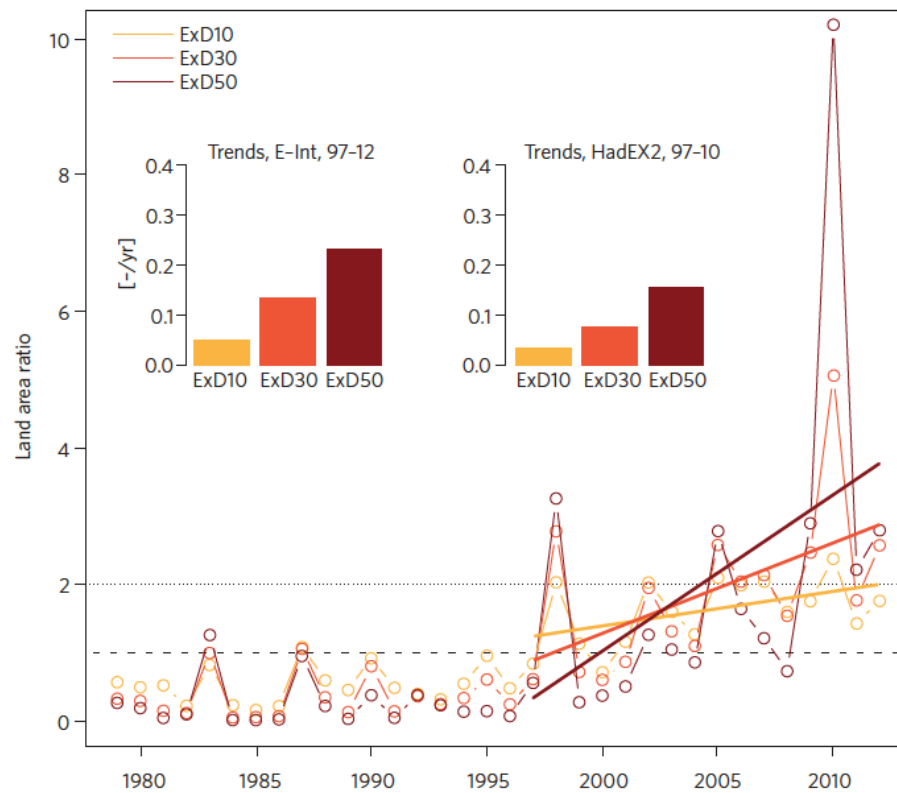 ExD10
ExD30
ExD50
Trends, E–Int, 97–12
[–/yr]
0.4
0.3
0.2
0.1
0.0
ExD10 ExD30 ExD50
Trends, HadEX2, 97–10
0.4
0.3
0.2
0.1
0.0
ExD10 ExD30 ExD50
Land area ratio
10
8
6
4
2
0
1980 1985 1990 1995 2000 2005 2010